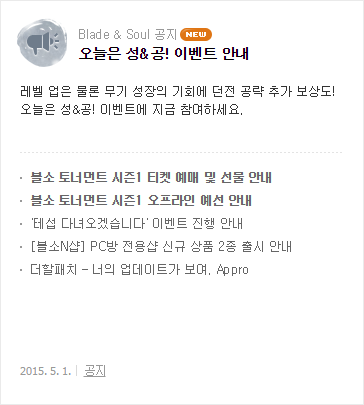 Blade & Soul 공지 NEW
오늘은 성&공! 이벤트 안내
레벨 업은 물론 무기 성장의 기회에 던전 공략 추가 보상도!
오늘은 성&공! 이벤트에 지금 참여하세요.
· 블소 토너먼트 시즌1 티켓 예매 및 선물 안내
· 블소 토너먼트 시즌1 오프라인 예선 안내
· '테섭 다녀오겠습니다' 이벤트 진행 안내
· [블소N샵] PC방 전용샵 신규 상품 2종 출시 안내
· 더할패치 - 너의 업데이트가 보여, Appro
2015. 5. 1. | 공지